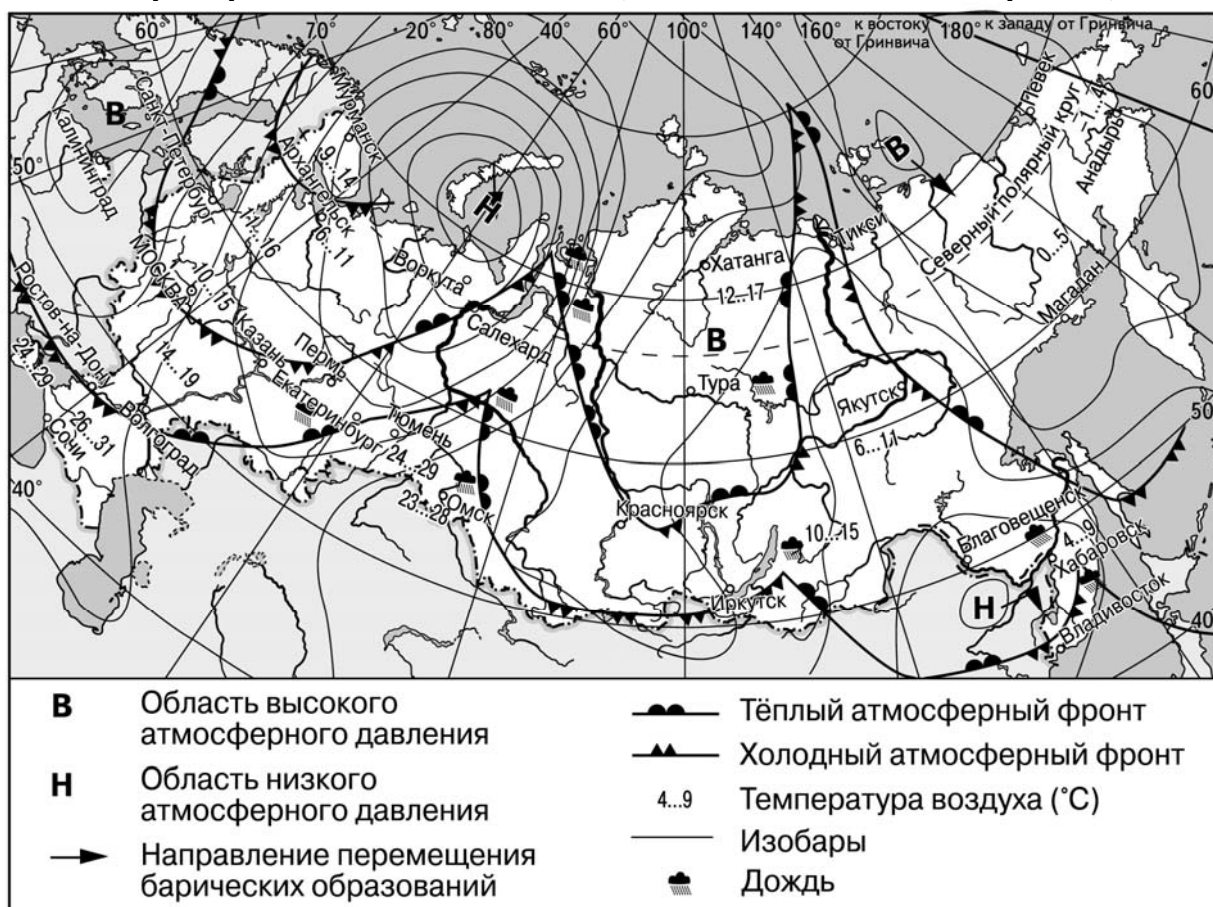 60° 70° 20° 80° 40° 60° 100° 140° 160° 180°
к востоку
от Гринвича
к западу от Гринвича
60°
50°
40°
50°
40°
В
Калининград
Санкт-Петербург
Мурманск
9...14
Архангельск
6...11
11...16
МОСКВА
10...15
Ростов-на-Дону
24...29
14...19
Казань
Пермь
Екатеринбург
Тюмень
24...29
26...31
Сочи
Волгоград
Воркута
Салехард
Н
Омск
23...28
Красноярск
Иркутск
10...15
Хатанга
12...17
В
Тура
Тикси
Якутск
6...11
В
Певек
Северный полярный круг
1...4
Анадырь
0...5
Магадан
Благовещенск
4...9
Хабаровск
Н
Владивосток
В Область высокого
атмосферного давления
Н Область низкого
атмосферного давления
Направление перемещения
барических образований
Тёплый атмосферный фронт
Холодный атмосферный фронт
4...9 Температура воздуха (°С)
Изобары
Дождь